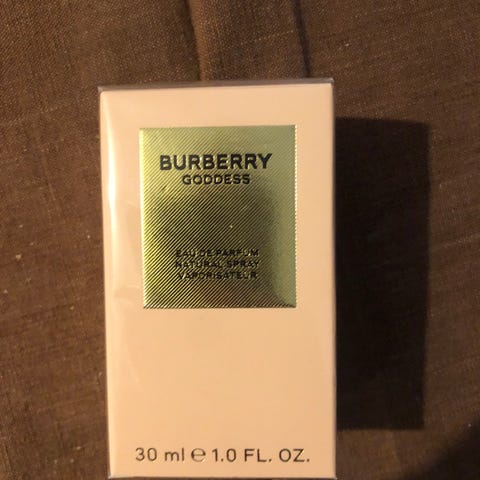 BURBERRY
GODDESS
EAU DE PARFUM
NATURAL SPRAY
VAPORISATEUR
30 ml ℮ 1.0 FL. OZ.